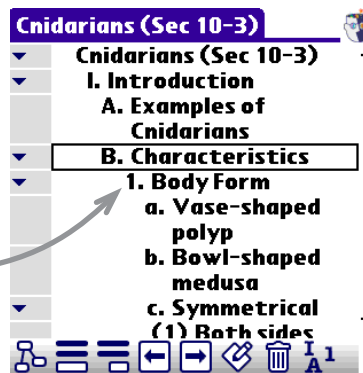 Cnidarians (Sec 10-3)
Cnidarians (Sec 10-3)
I. Introduction
A. Examples of
Cnidarians
B. Characteristics
1. Body Form
a. Vase-shaped
polyp
b. Bowl-shaped
medusa
c. Symmetrical
(1) Both sides
I
A 1